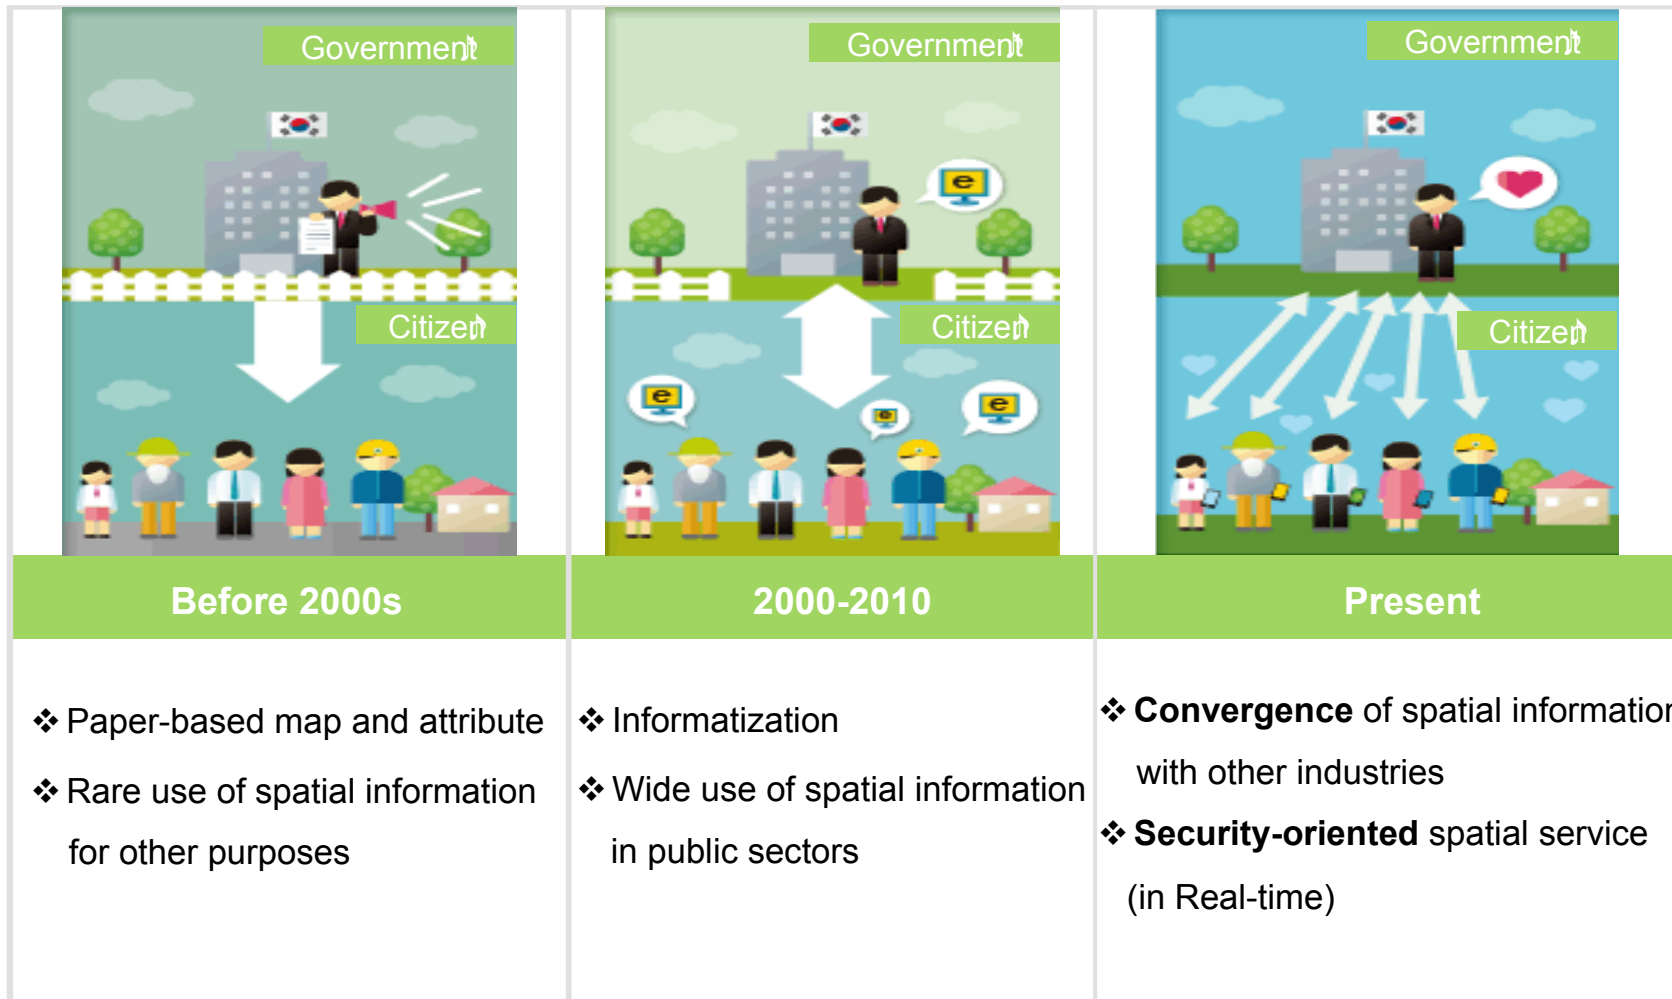 Government
Citizen
Government
e
Citizen
e
e
e
Government
Citizen
Before 2000s
2000-2010
Present
❖ Paper-based map and attribute
❖ Rare use of spatial information
for other purposes
❖ Informatization
❖ Wide use of spatial information
in public sectors
❖ Convergence of spatial information
with other industries
❖ Security-oriented spatial service
(in Real-time)